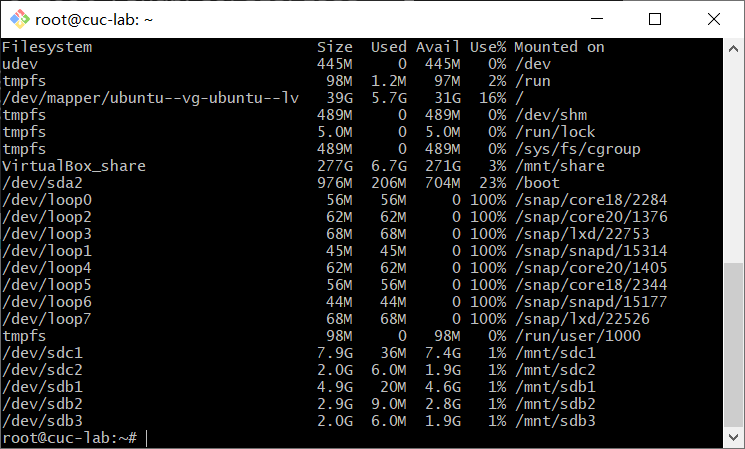 root@cuc-lab: ~
Filesystem                         Size  Used Avail Use% Mounted on
udev                               445M     0  445M   0% /dev
tmpfs                               98M  1.2M   97M   2% /run
/dev/mapper/ubuntu--vg-ubuntu--lv   39G  5.7G   31G  16% /
tmpfs                              489M     0  489M   0% /dev/shm
tmpfs                              5.0M     0  5.0M   0% /run/lock
tmpfs                              489M     0  489M   0% /sys/fs/cgroup
VirtualBox_share                   277G  6.7G  271G   3% /mnt/share
/dev/sda2                          976M  206M  704M  23% /boot
/dev/loop0                          56M   56M     0 100% /snap/core18/2284
/dev/loop2                          62M   62M     0 100% /snap/core20/1376
/dev/loop3                          68M   68M     0 100% /snap/lxd/22753
/dev/loop1                          45M   45M     0 100% /snap/snapd/15314
/dev/loop4                          62M   62M     0 100% /snap/core20/1405
/dev/loop5                          56M   56M     0 100% /snap/core18/2344
/dev/loop6                          44M   44M     0 100% /snap/snapd/15177
/dev/loop7                          68M   68M     0 100% /snap/lxd/22526
tmpfs                               98M     0   98M   0% /run/user/1000
/dev/sdc1                          7.9G   36M  7.4G   1% /mnt/sdc1
/dev/sdc2                          2.0G  6.0M  1.9G   1% /mnt/sdc2
/dev/sdb1                          4.9G   20M  4.6G   1% /mnt/sdb1
/dev/sdb2                          2.9G  9.0M  2.8G   1% /mnt/sdb2
/dev/sdb3                          2.0G  6.0M  1.9G   1% /mnt/sdb3
root@cuc-lab:~#